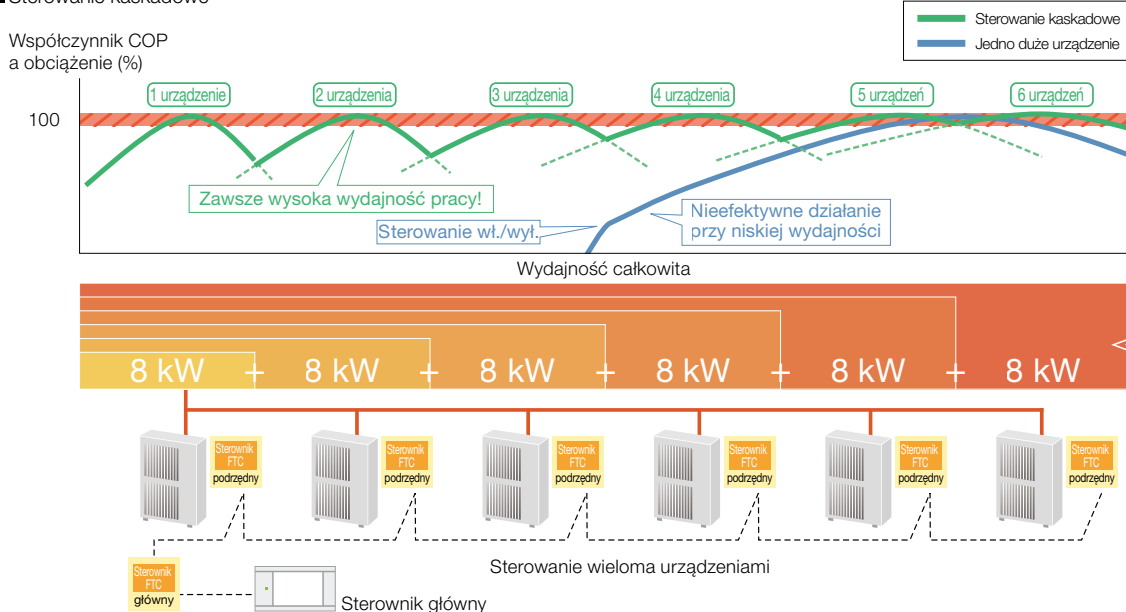 Sterowanie kaskadowe
Sterowanie kaskadowe
Jedno duże urządzenie
Współczynnik COP
a obciążenie (%)
1 urządzenie
2 urządzenia
3 urządzenia
4 urządzenia
5 urządzeń
6 urządzeń
100
Zawsze wysoka wydajność pracy!
Sterowanie wł./wył.
Nieefektywne działanie
przy niskiej wydajności
Wydajność całkowita
8 kW + 8 kW + 8 kW + 8 kW + 8 kW + 8 kW
Sterownik
FTC
podrzędny
Sterownik
FTC
podrzędny
Sterownik
FTC
podrzędny
Sterownik
FTC
podrzędny
Sterownik
FTC
podrzędny
Sterownik
FTC
podrzędny
Sterowanie wieloma urządzeniami
Sterownik
FTC
główny
Sterownik główny